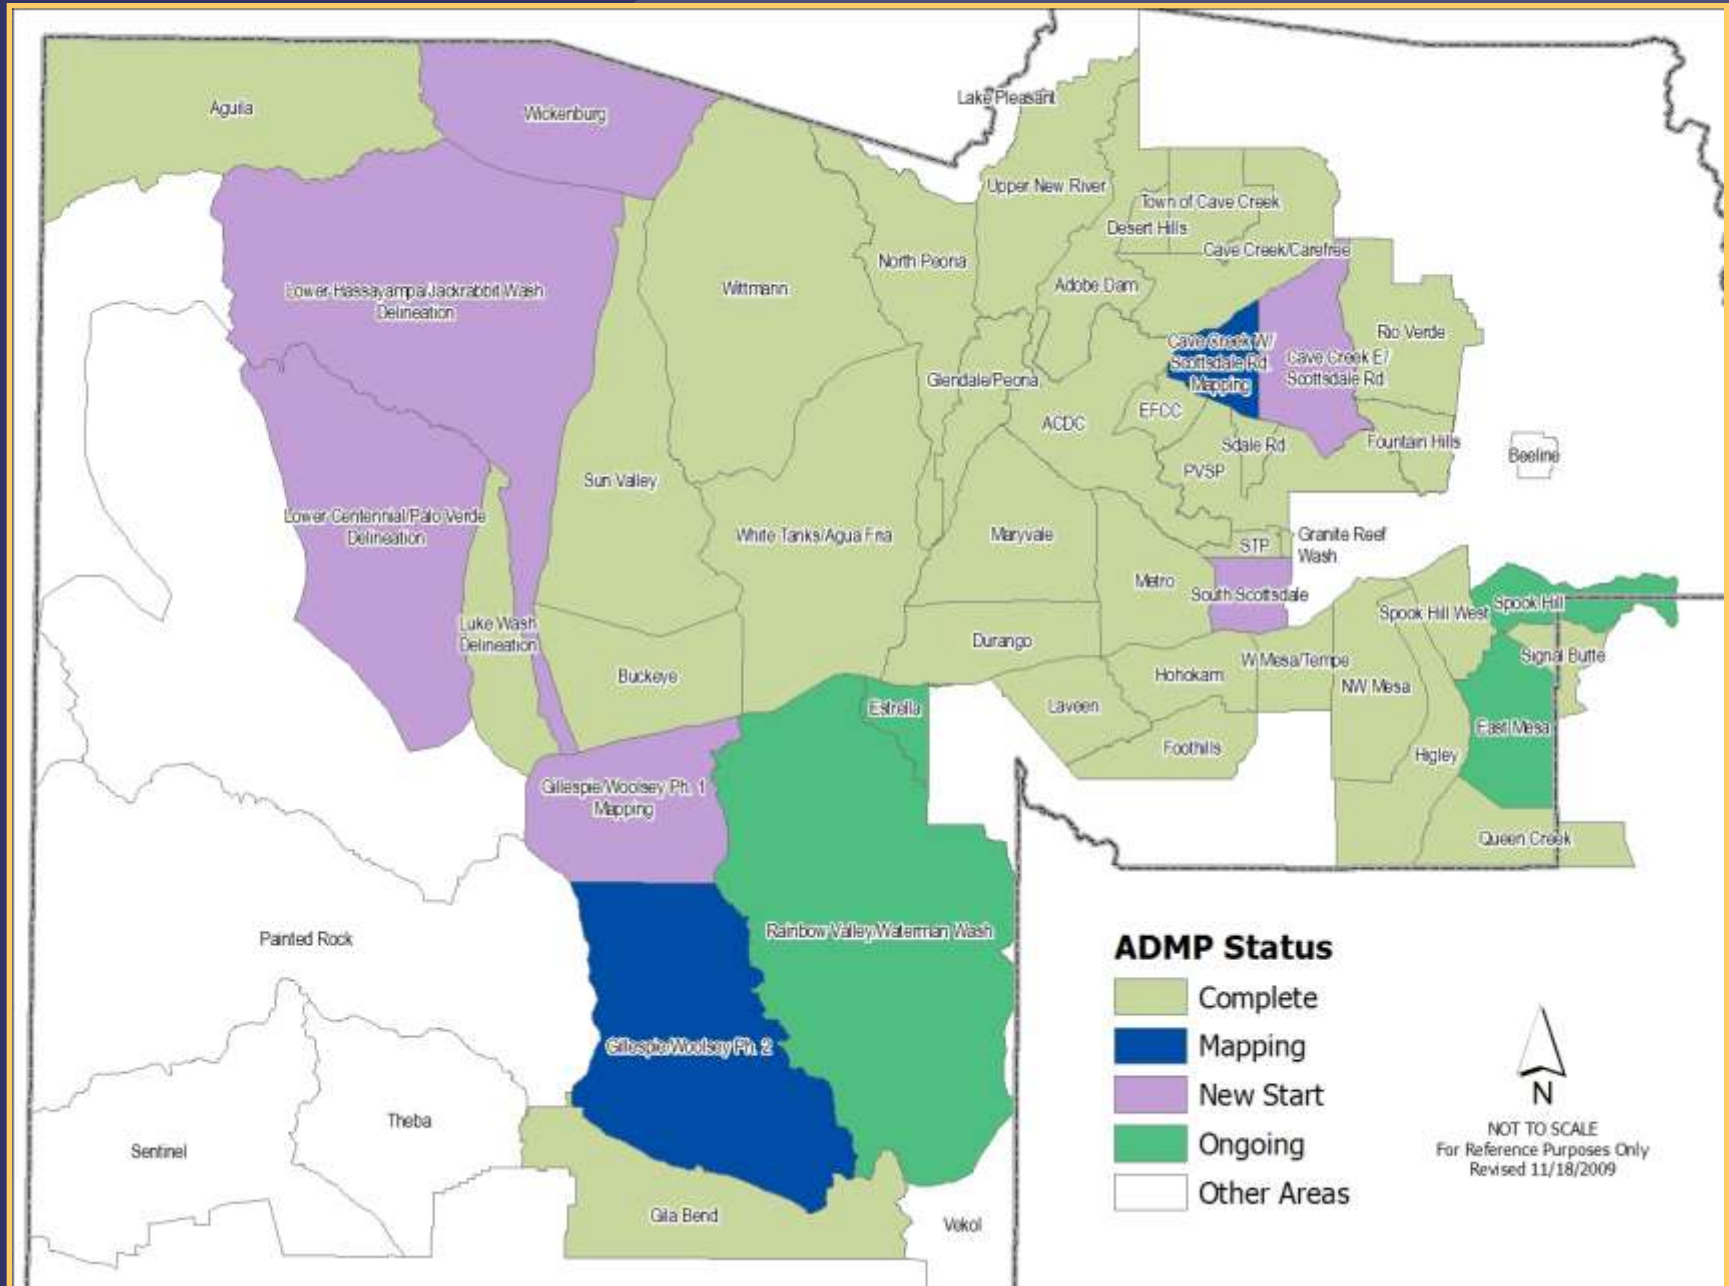 Lake Pleasant
Aguila
Wickenburg
Upper New River
Town of Cave Creek
Desert Hills
Cave Creek/Carefree
North Peoria
Adobe Dam
Wittmann
Lower Hassayampa/Jackrabbit Wash
Delineation
Rio Verde
Cave Creek W/
Scottsdale Rd.
Mapping
Cave Creek E/
Scottsdale Rd.
Glendale/Peoria
EFCC
ACDC
Sdale Rd.
Fountain Hills
Beeline
PVSP
Sun Valley
Lower Centennial/Palo Verde
Delineation
White Tanks/Agua Fria
Maryvale
STP
Granite Reef
Wash
Metro
South Scottsdale
Spook Hill West
Spook Hill
Luke Wash
Delineation
Durango
Signal Butte
W Mesa/Tempe
Buckeye
Hohokam
NW Mesa
Estrella
Laveen
East Mesa
Foothills
Higley
Gillespie/Woolsey Ph. 1
Mapping
Queen Creek
Rainbow Valley/Waterman Wash
Painted Rock
Gillespie/Woolsey Ph. 2
Theba
Sentinel
Gila Bend
Vekol
ADMP Status
Complete
Mapping
New Start
Ongoing
Other Areas
N
NOT TO SCALE
For Reference Purposes Only
Revised 11/18/2009